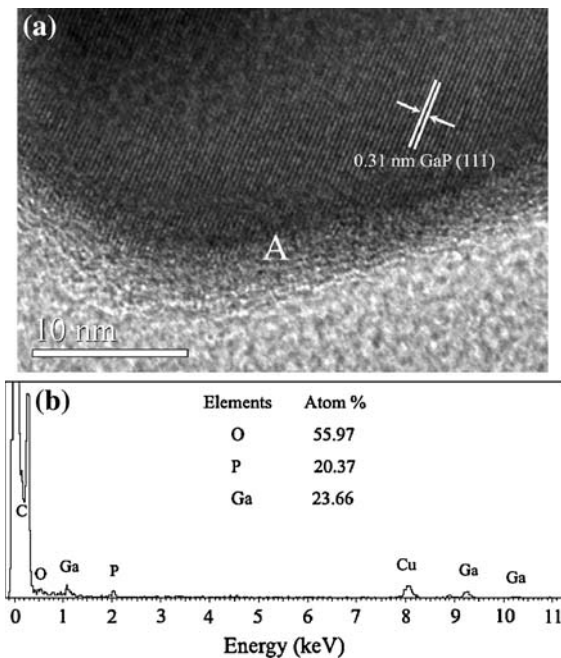 (a)
0.31 nm GaP (111)
A
10 nm
(b)
Elements Atom %
O 55.97
P 20.37
Ga 23.66
C
O
Ga
P
Cu
Ga
Ga
0 1 2 3 4 5 6 7 8 9 10 11
Energy (keV)